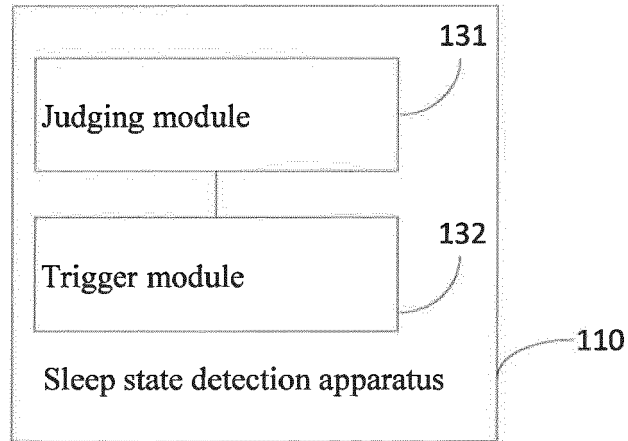 131
Judging module
132
Trigger module
110
Sleep state detection apparatus